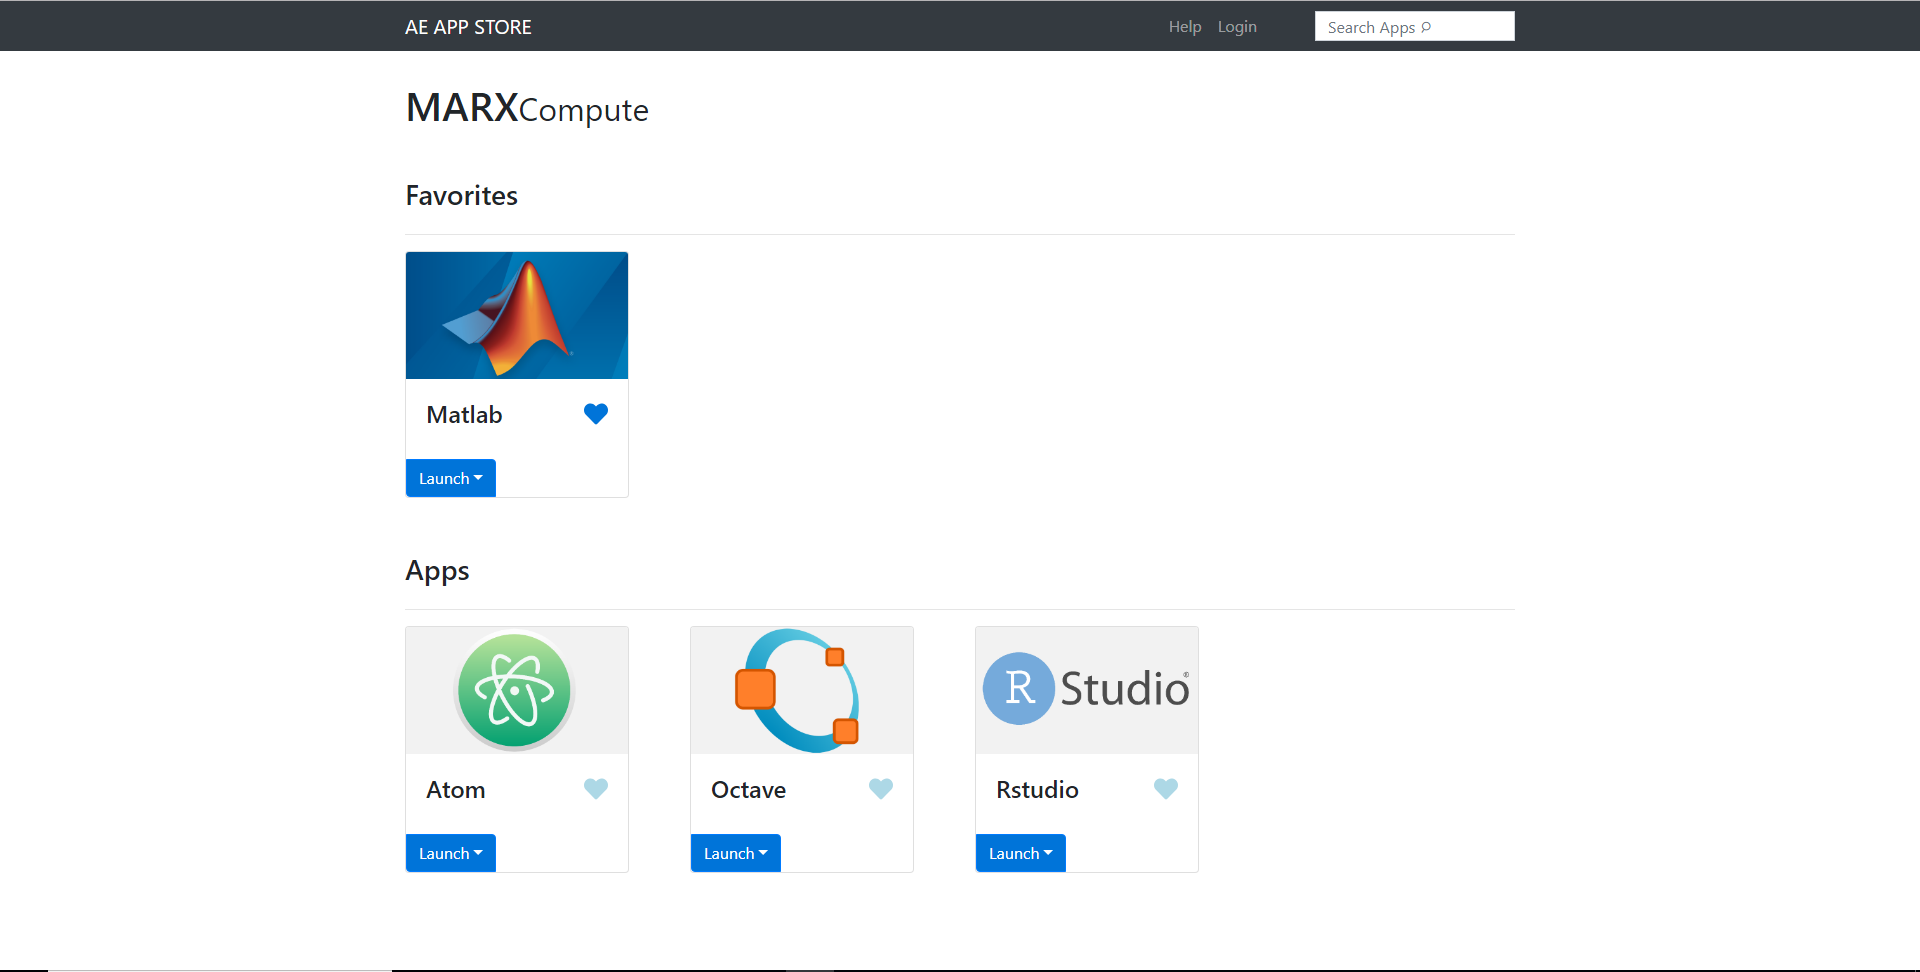 AE APP STORE Help Login Search Apps
MARXCompute
Favorites
Matlab
Launch
Apps
R Studio®
Atom Octave Rstudio
Launch Launch Launch